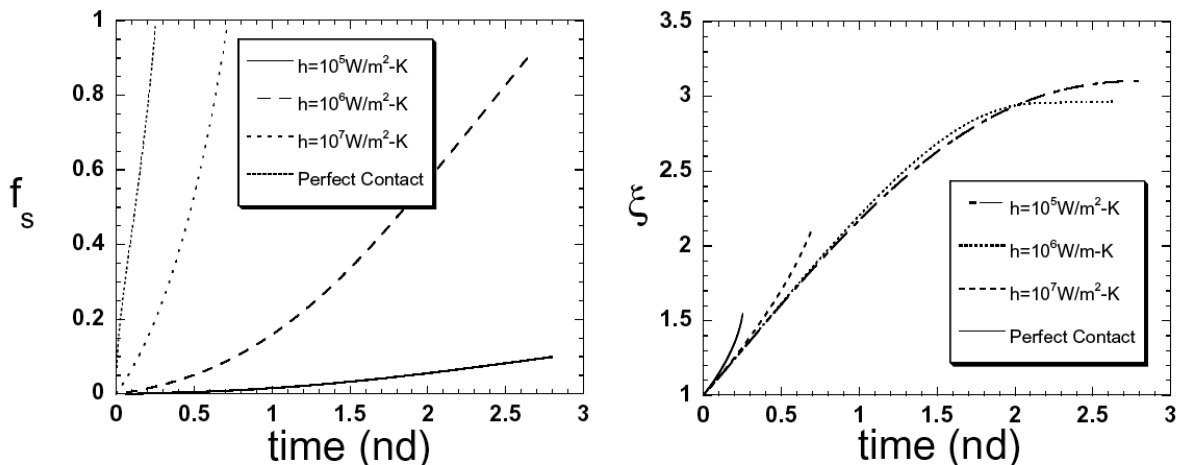 1
0.8
0.6
0.4
0.2
0
f_s
h=10⁵W/m²-K
h=10⁶W/m²-K
h=10⁷W/m²-K
Perfect Contact
0 0.5 1 1.5 2 2.5 3
time (nd)
3.5
3
2.5
2
1.5
1
ξ
h=10⁵W/m²-K
h=10⁶W/m-K
h=10⁷W/m²-K
Perfect Contact
0 0.5 1 1.5 2 2.5 3
time (nd)